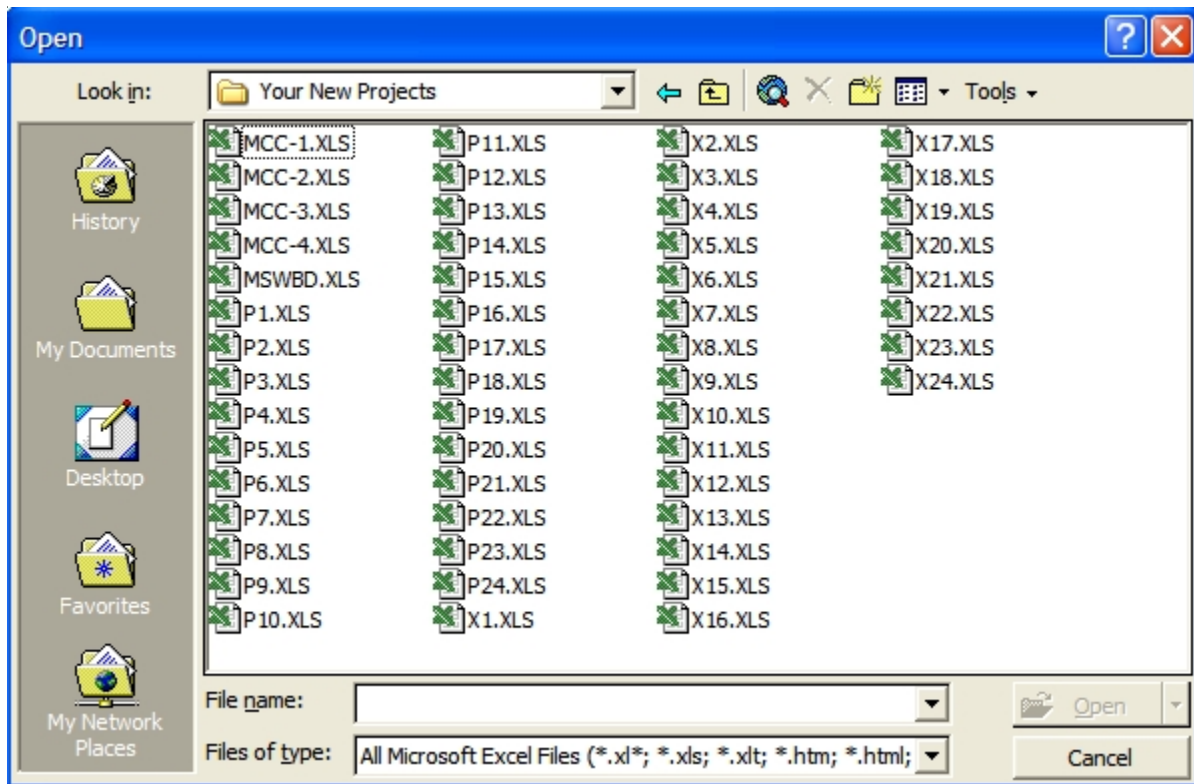 Open
Look in: Your New Projects Tools
History
My Documents
Desktop
Favorites
My Network
Places
MCC-1.XLS
MCC-2.XLS
MCC-3.XLS
MCC-4.XLS
MSWBD.XLS
P1.XLS
P2.XLS
P3.XLS
P4.XLS
P5.XLS
P6.XLS
P7.XLS
P8.XLS
P9.XLS
P10.XLS
P11.XLS
P12.XLS
P13.XLS
P14.XLS
P15.XLS
P16.XLS
P17.XLS
P18.XLS
P19.XLS
P20.XLS
P21.XLS
P22.XLS
P23.XLS
P24.XLS
X1.XLS
X2.XLS
X3.XLS
X4.XLS
X5.XLS
X6.XLS
X7.XLS
X8.XLS
X9.XLS
X10.XLS
X11.XLS
X12.XLS
X13.XLS
X14.XLS
X15.XLS
X16.XLS
X17.XLS
X18.XLS
X19.XLS
X20.XLS
X21.XLS
X22.XLS
X23.XLS
X24.XLS
File name: Open
Files of type: All Microsoft Excel Files (*.xl*; *.xls; *.xlt; *.htm; *.html; Cancel